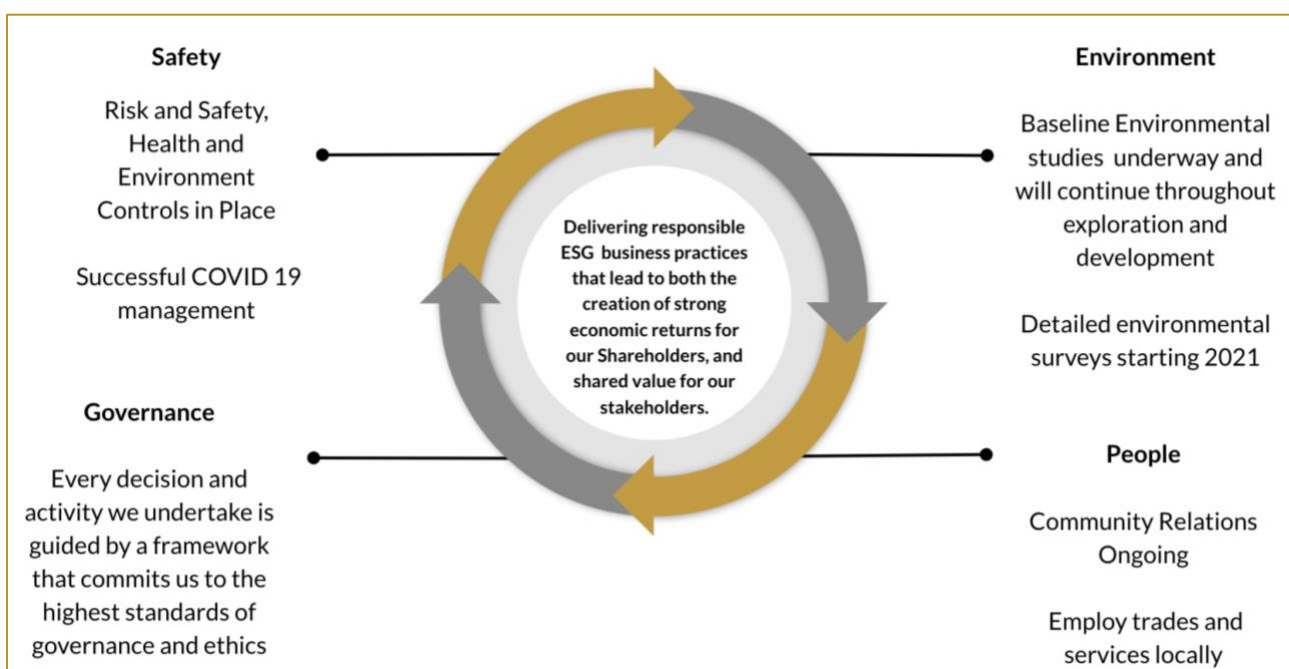 Safety
Risk and Safety,
Health and
Environment
Controls in Place
Successful COVID 19
management
Environment
Baseline Environmental
studies underway and
will continue throughout
exploration and
development
Detailed environmental
surveys starting 2021
Delivering responsible
ESG business practices
that lead to both the
creation of strong
economic returns for
our Shareholders, and
shared value for our
stakeholders.
Governance
Every decision and
activity we undertake is
guided by a framework
that commits us to the
highest standards of
governance and ethics
People
Community Relations
Ongoing
Employ trades and
services locally